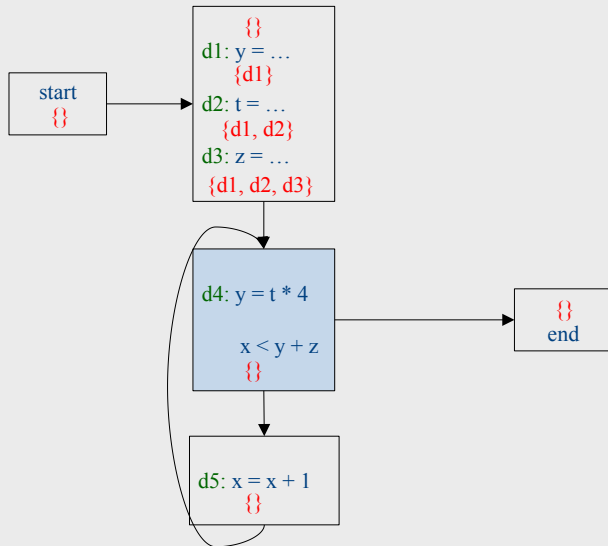 start
{}
{}
d1: y = …
{d1}
d2: t = …
{d1, d2}
d3: z = …
{d1, d2, d3}
d4: y = t * 4
x < y + z
{}
{}
end
d5: x = x + 1
{}